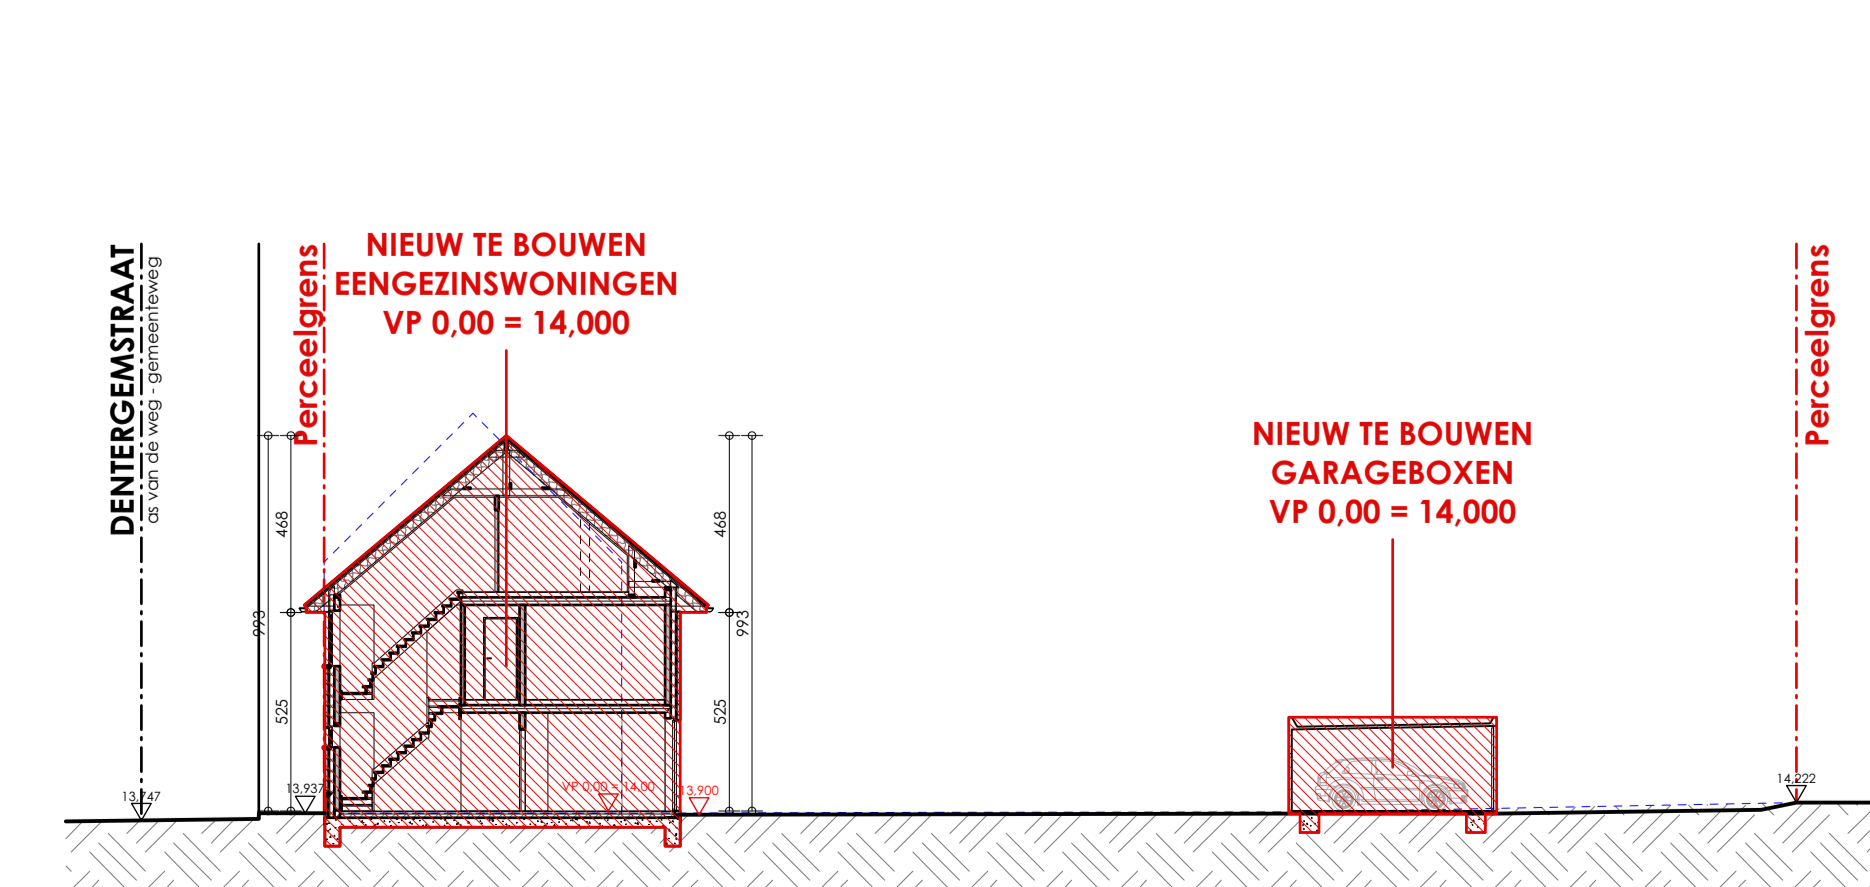 DENTERGEMSTRAAT
as van de weg - gemeenteweg
Perceelgrens
NIEUW TE BOUWEN
EENGEZINSWONINGEN
VP 0,00 = 14,000
NIEUW TE BOUWEN
GARAGEBOXEN
VP 0,00 = 14,000
Perceelgrens
468
993
525
468
993
525
13,747
13,937
VP 0,00 = 14,00
13,900
14,222